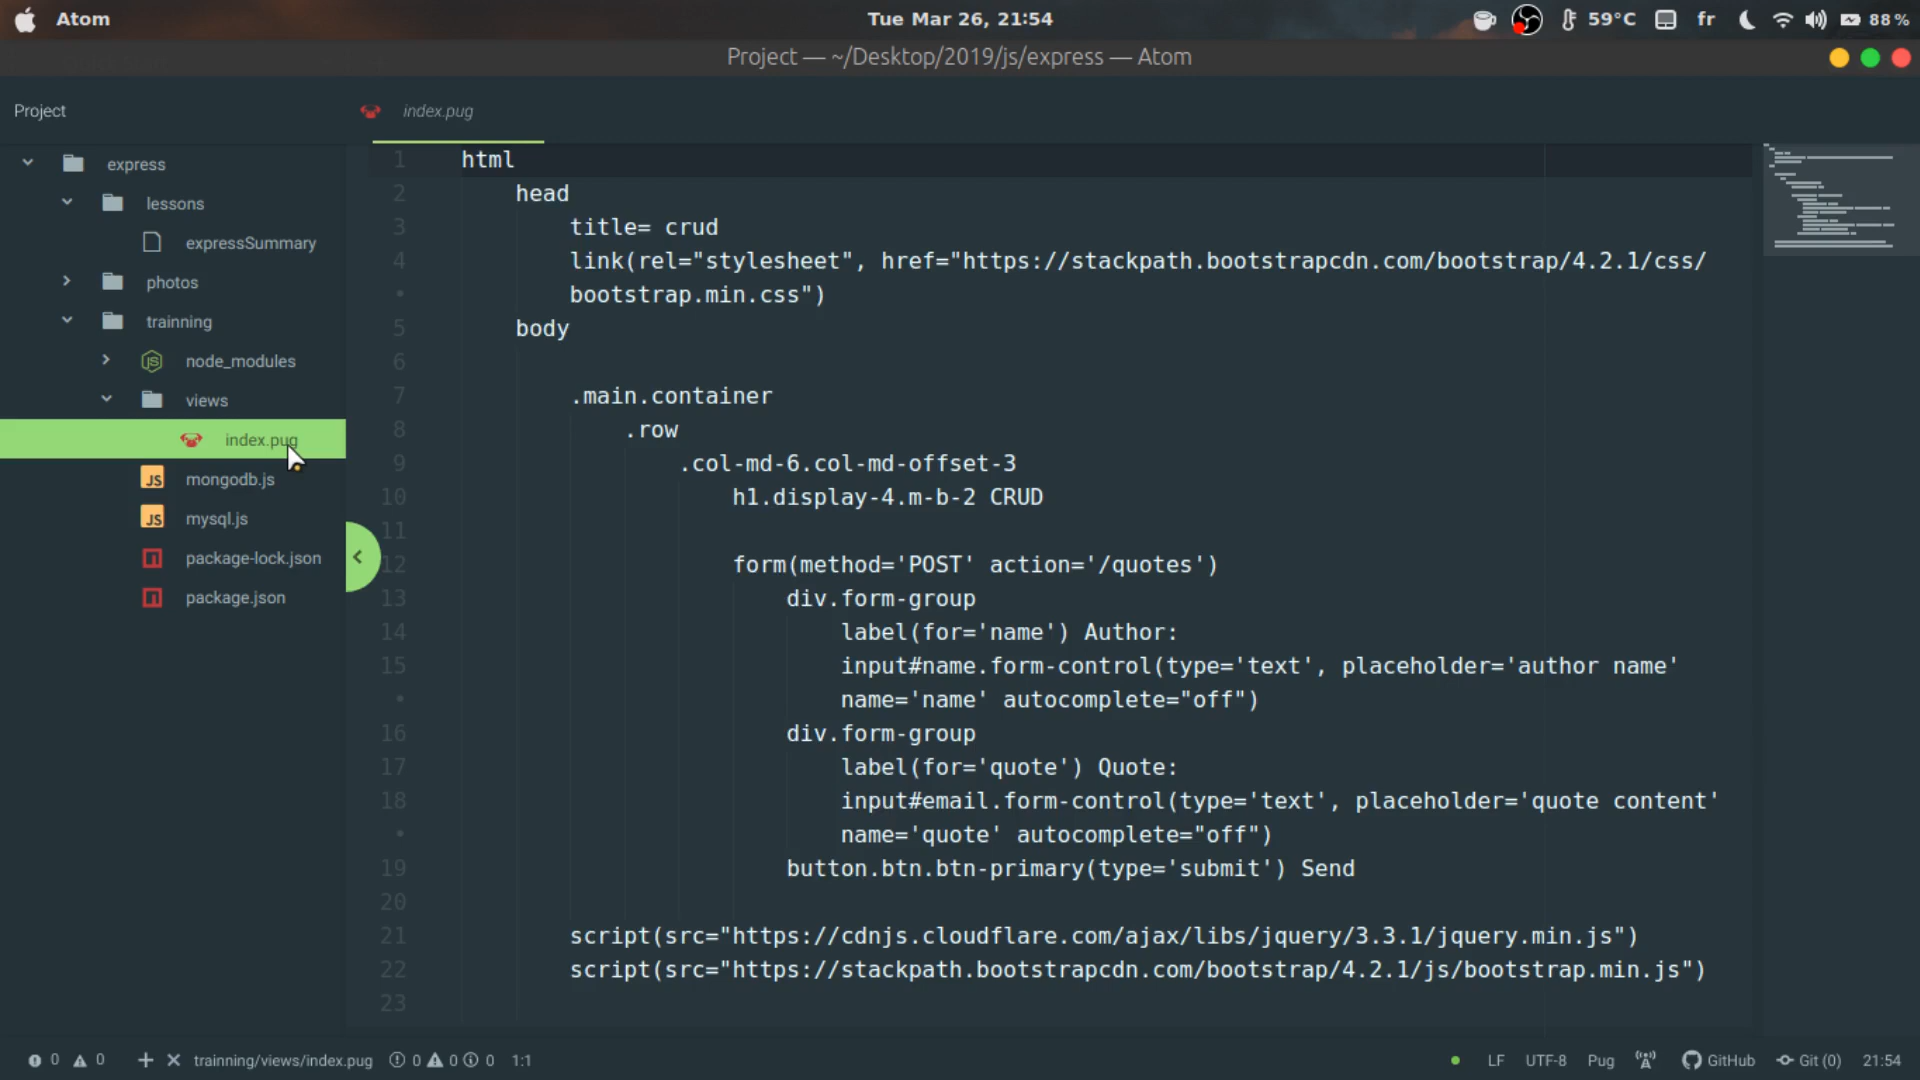 Atom
Tue Mar 26, 21:54
59°C
fr
88%
Project — ~/Desktop/2019/js/express — Atom
Project
index.pug
express
lessons
expressSummary
photos
trainning
node_modules
views
index.pug
JS mongodb.js
JS mysql.js
package-lock.json
package.json
1 html
2 head
3 title= crud
4 link(rel="stylesheet", href="https://stackpath.bootstrapcdn.com/bootstrap/4.2.1/css/
• bootstrap.min.css")
5 body
6
7 .main.container
8 .row
9 .col-md-6.col-md-offset-3
10 h1.display-4.m-b-2 CRUD
11
12 form(method='POST' action='/quotes')
13 div.form-group
14 label(for='name') Author:
15 input#name.form-control(type='text', placeholder='author name'
• name='name' autocomplete="off")
16 div.form-group
17 label(for='quote') Quote:
18 input#email.form-control(type='text', placeholder='quote content'
• name='quote' autocomplete="off")
19 button.btn.btn-primary(type='submit') Send
20
21 script(src="https://cdnjs.cloudflare.com/ajax/libs/jquery/3.3.1/jquery.min.js")
22 script(src="https://stackpath.bootstrapcdn.com/bootstrap/4.2.1/js/bootstrap.min.js")
23
0 0 trainning/views/index.pug 0 0 0 1:1
LF UTF-8 Pug GitHub Git (0) 21:54